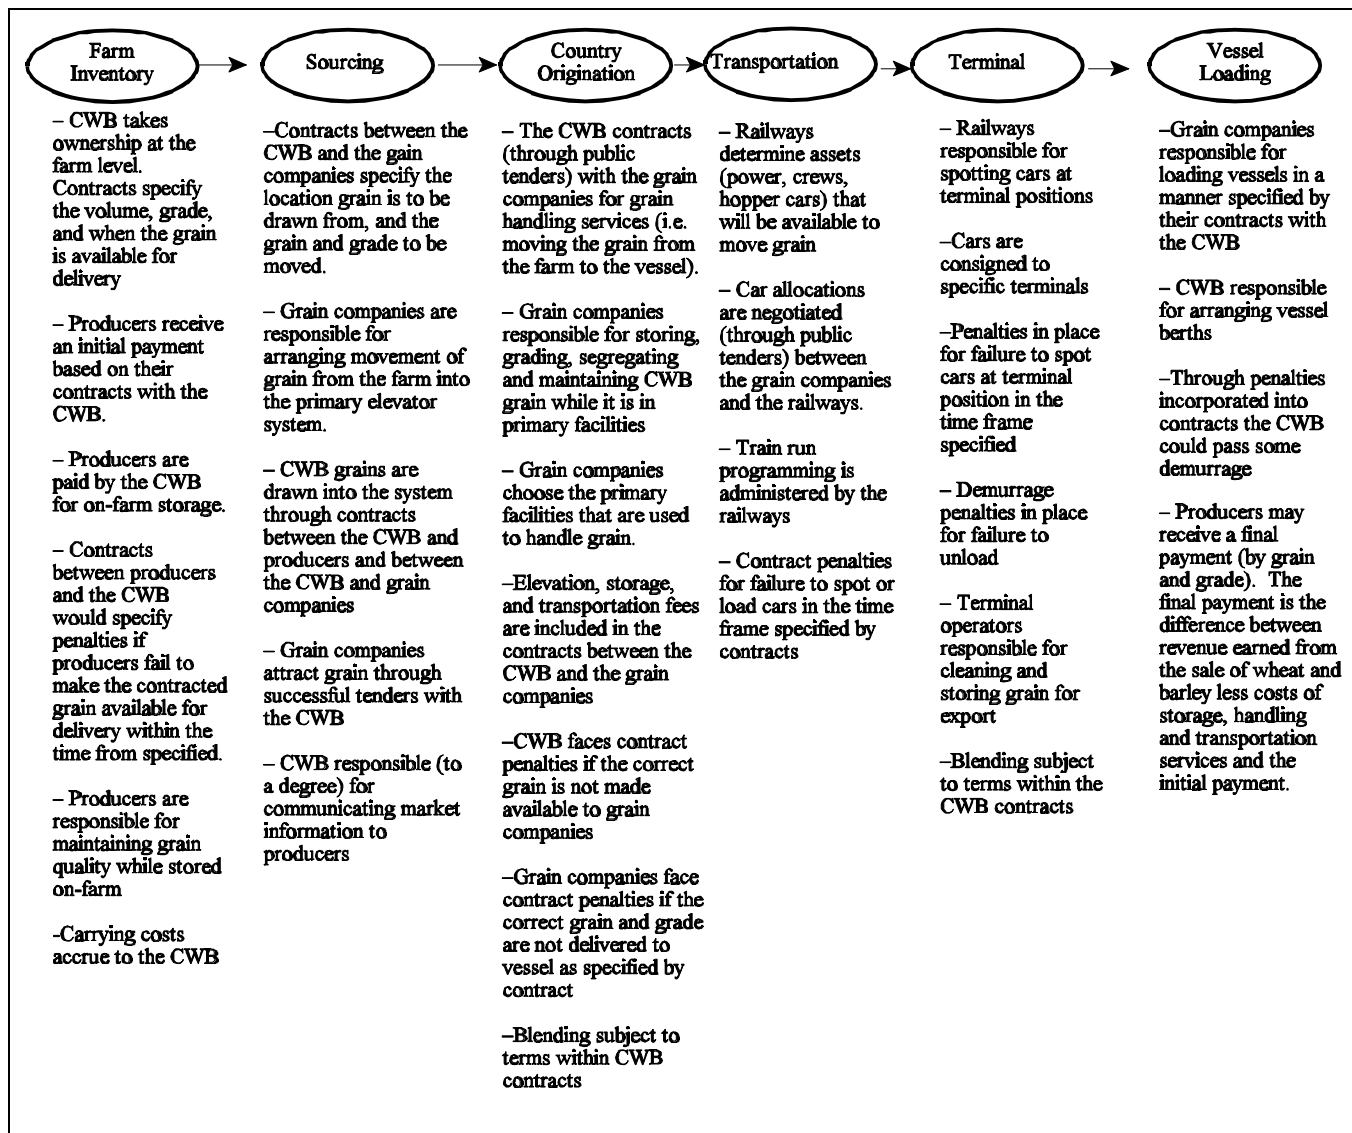 Farm
Inventory
Sourcing
Country
Origination
Transportation
Terminal
Vessel
Loading
– CWB takes
ownership at the
farm level.
Contracts specify
the volume, grade,
and when the grain
is available for
delivery
– Producers receive
an initial payment
based on their
contracts with the
CWB.
– Producers are
paid by the CWB
for on-farm storage.
– Contracts
between producers
and the CWB
would specify
penalties if
producers fail to
make the contracted
grain available for
delivery within the
time from specified.
– Producers are
responsible for
maintaining grain
quality while stored
on-farm
-Carrying costs
accrue to the CWB
–Contracts between the
CWB and the gain
companies specify the
location grain is to be
drawn from, and the
grain and grade to be
moved.
– Grain companies are
responsible for
arranging movement of
grain from the farm into
the primary elevator
system.
– CWB grains are
drawn into the system
through contracts
between the CWB and
producers and between
the CWB and grain
companies
– Grain companies
attract grain through
successful tenders with
the CWB
– CWB responsible (to
a degree) for
communicating market
information to
producers
– The CWB contracts
(through public
tenders) with the grain
companies for grain
handling services (i.e.
moving the grain from
the farm to the vessel).
– Grain companies
responsible for storing,
grading, segregating
and maintaining CWB
grain while it is in
primary facilities
– Grain companies
choose the primary
facilities that are used
to handle grain.
–Elevation, storage,
and transportation fees
are included in the
contracts between the
CWB and the grain
companies
–CWB faces contract
penalties if the correct
grain is not made
available to grain
companies
–Grain companies face
contract penalties if the
correct grain and grade
are not delivered to
vessel as specified by
contract
–Blending subject to
terms within CWB
contracts
– Railways
determine assets
(power, crews,
hopper cars) that
will be available to
move grain
– Car allocations
are negotiated
(through public
tenders) between
the grain companies
and the railways.
– Train run
programming is
administered by the
railways
– Contract penalties
for failure to spot or
load cars in the time
frame specified by
contracts
– Railways
responsible for
spotting cars at
terminal positions
–Cars are
consigned to
specific terminals
–Penalties in place
for failure to spot
cars at terminal
position in the
time frame
specified
– Demurrage
penalties in place
for failure to
unload
– Terminal
operators
responsible for
cleaning and
storing grain for
export
–Blending subject
to terms within the
CWB contracts
–Grain companies
responsible for
loading vessels in a
manner specified by
their contracts with
the CWB
– CWB responsible
for arranging vessel
berths
–Through penalties
incorporated into
contracts the CWB
could pass some
demurrage
– Producers may
receive a final
payment (by grain
and grade).  The
final payment is the
difference between
revenue earned from
the sale of wheat and
barley less costs of
storage, handling
and transportation
services and the
initial payment.